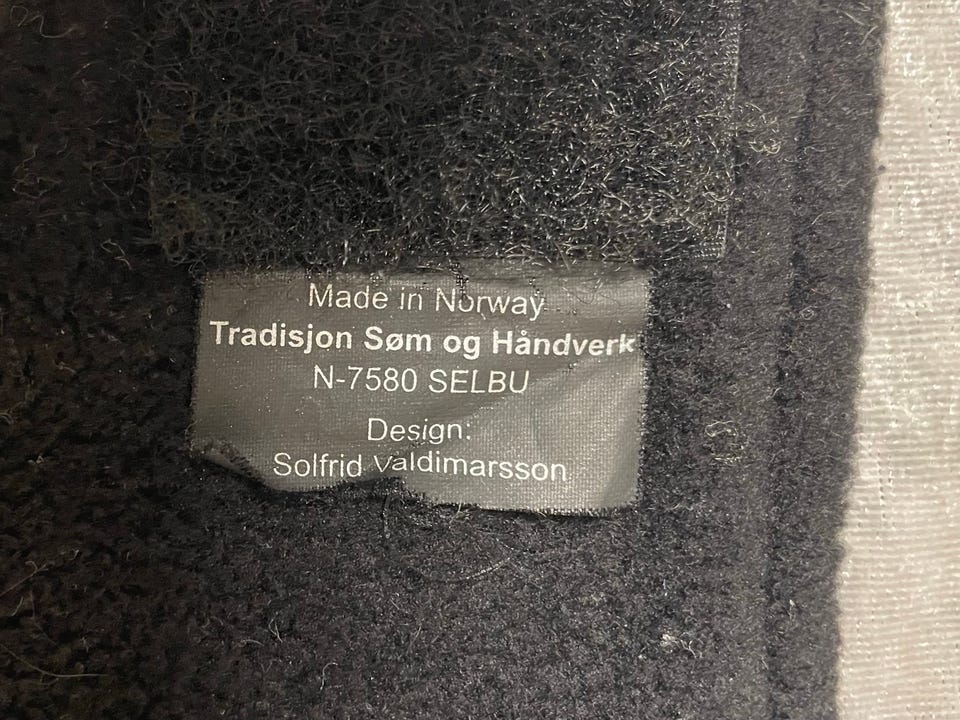 Made in Norway
Tradisjon Søm og Håndverk
N-7580 SELBU
Design:
Solfrid Valdimarsson